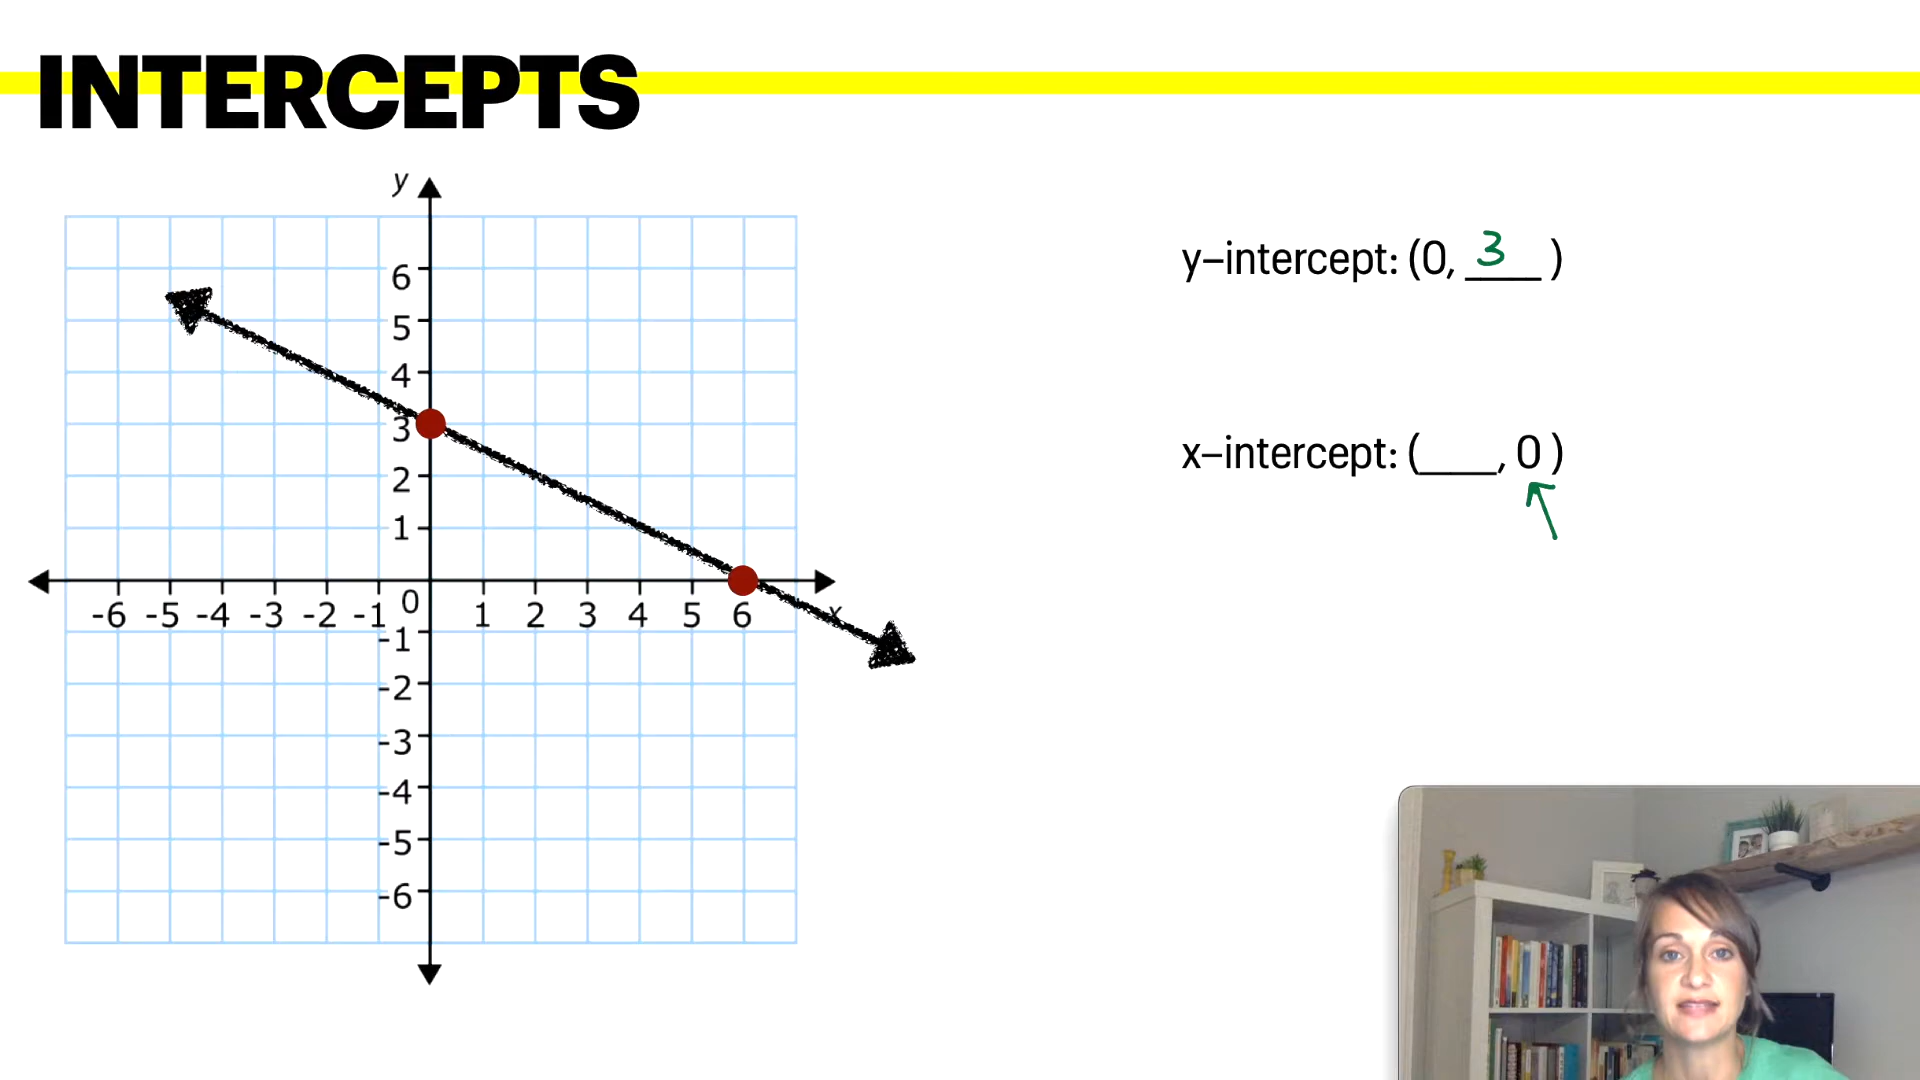 INTERCEPTS
y
6
5
4
3
2
1
-6 -5 -4 -3 -2 -1 0 1 2 3 4 5 6 x
-1
-2
-3
-4
-5
-6
y–intercept: (0, 3 )
x–intercept: (____, 0 )